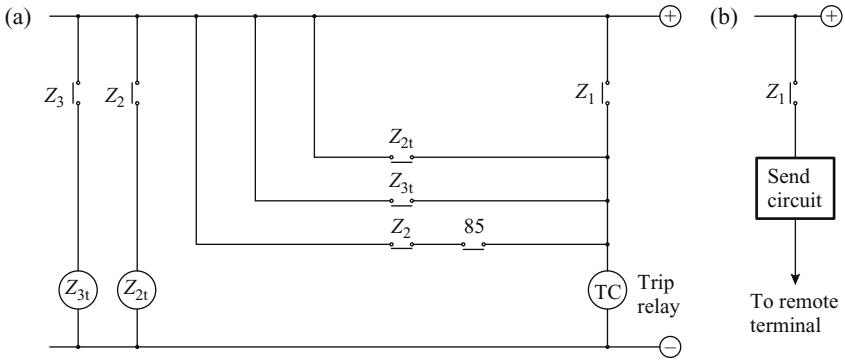 (a)
+
(b)
+
Z3
Z2
Z1
Z1
Z2t
Z3t
Z2
85
Send
circuit
Z3t
Z2t
TC
Trip
relay
To remote
terminal
−